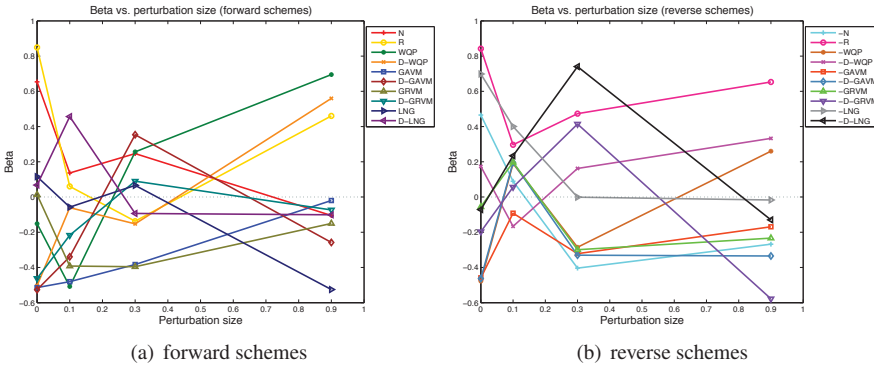 Beta vs. perturbation size (forward schemes)
1
0.8
0.6
0.4
0.2
0
−0.2
−0.4
−0.6
Beta
0 0.1 0.2 0.3 0.4 0.5 0.6 0.7 0.8 0.9 1
Perturbation size
N
R
WQP
D−WQP
GAVM
D−GAVM
GRVM
D−GRVM
LNG
D−LNG
(a) forward schemes
Beta vs. perturbation size (reverse schemes)
1
0.8
0.6
0.4
0.2
0
−0.2
−0.4
−0.6
Beta
0 0.1 0.2 0.3 0.4 0.5 0.6 0.7 0.8 0.9 1
Perturbation size
−N
−R
−WQP
−D−WQP
−GAVM
−D−GAVM
−GRVM
−D−GRVM
−LNG
−D−LNG
(b) reverse schemes